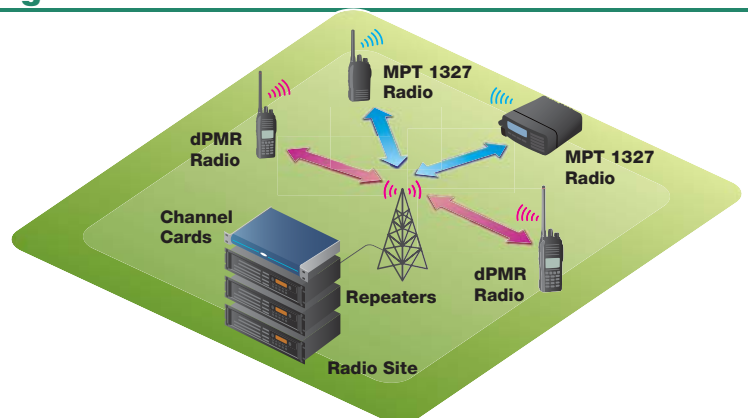 MPT 1327
Radio
dPMR
Radio
MPT 1327
Radio
Channel
Cards
dPMR
Radio
Repeaters
Radio Site